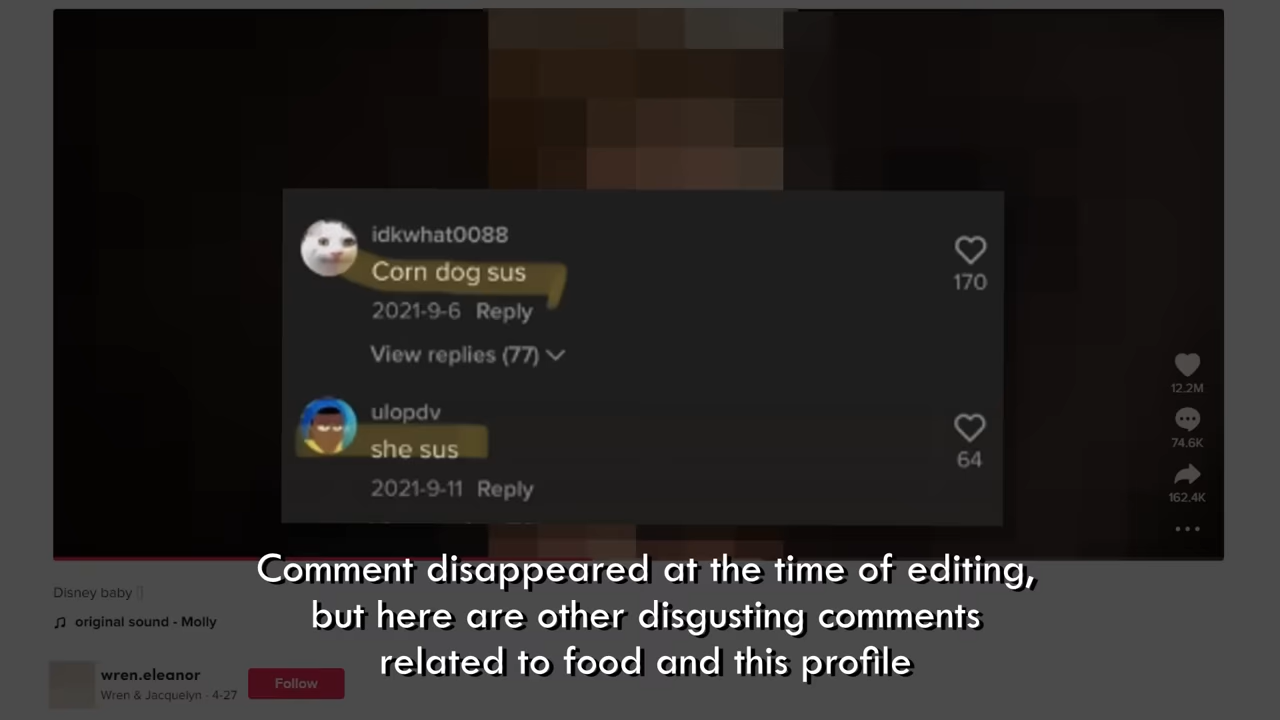 idkwhat0088
Corn dog sus
170
2021-9-6 Reply
View replies (77)
ulopdv
she sus
64
2021-9-11 Reply
12.2M
74.6K
162.4K
Comment disappeared at the time of editing,
but here are other disgusting comments
related to food and this profile
Disney baby
original sound - Molly
wren.eleanor
Wren & Jacquelyn · 4-27
Follow